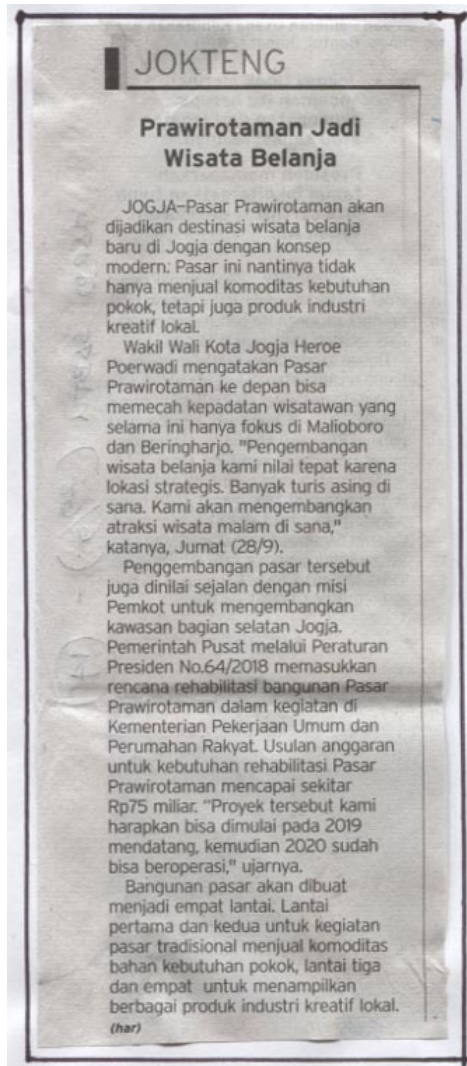 JOKTENG
Prawirotaman Jadi
Wisata Belanja
JOGJA–Pasar Prawirotaman akan
dijadikan destinasi wisata belanja
baru di Jogja dengan konsep
modern. Pasar ini nantinya tidak
hanya menjual komoditas kebutuhan
pokok, tetapi juga produk industri
kreatif lokal.
Wakil Wali Kota Jogja Heroe
Poerwadi mengatakan Pasar
Prawirotaman ke depan bisa
memecah kepadatan wisatawan yang
selama ini hanya fokus di Malioboro
dan Beringharjo. "Pengembangan
wisata belanja kami nilai tepat karena
lokasi strategis. Banyak turis asing di
sana. Kami akan mengembangkan
atraksi wisata malam di sana,"
katanya, Jumat (28/9).
Penggembangan pasar tersebut
juga dinilai sejalan dengan misi
Pemkot untuk mengembangkan
kawasan bagian selatan Jogja.
Pemerintah Pusat melalui Peraturan
Presiden No.64/2018 memasukkan
rencana rehabilitasi bangunan Pasar
Prawirotaman dalam kegiatan di
Kementerian Pekerjaan Umum dan
Perumahan Rakyat. Usulan anggaran
untuk kebutuhan rehabilitasi Pasar
Prawirotaman mencapai sekitar
Rp75 miliar. "Proyek tersebut kami
harapkan bisa dimulai pada 2019
mendatang, kemudian 2020 sudah
bisa beroperasi," ujarnya.
Bangunan pasar akan dibuat
menjadi empat lantai. Lantai
pertama dan kedua untuk kegiatan
pasar tradisional menjual komoditas
bahan kebutuhan pokok, lantai tiga
dan empat untuk menampilkan
berbagai produk industri kreatif lokal.
(har)